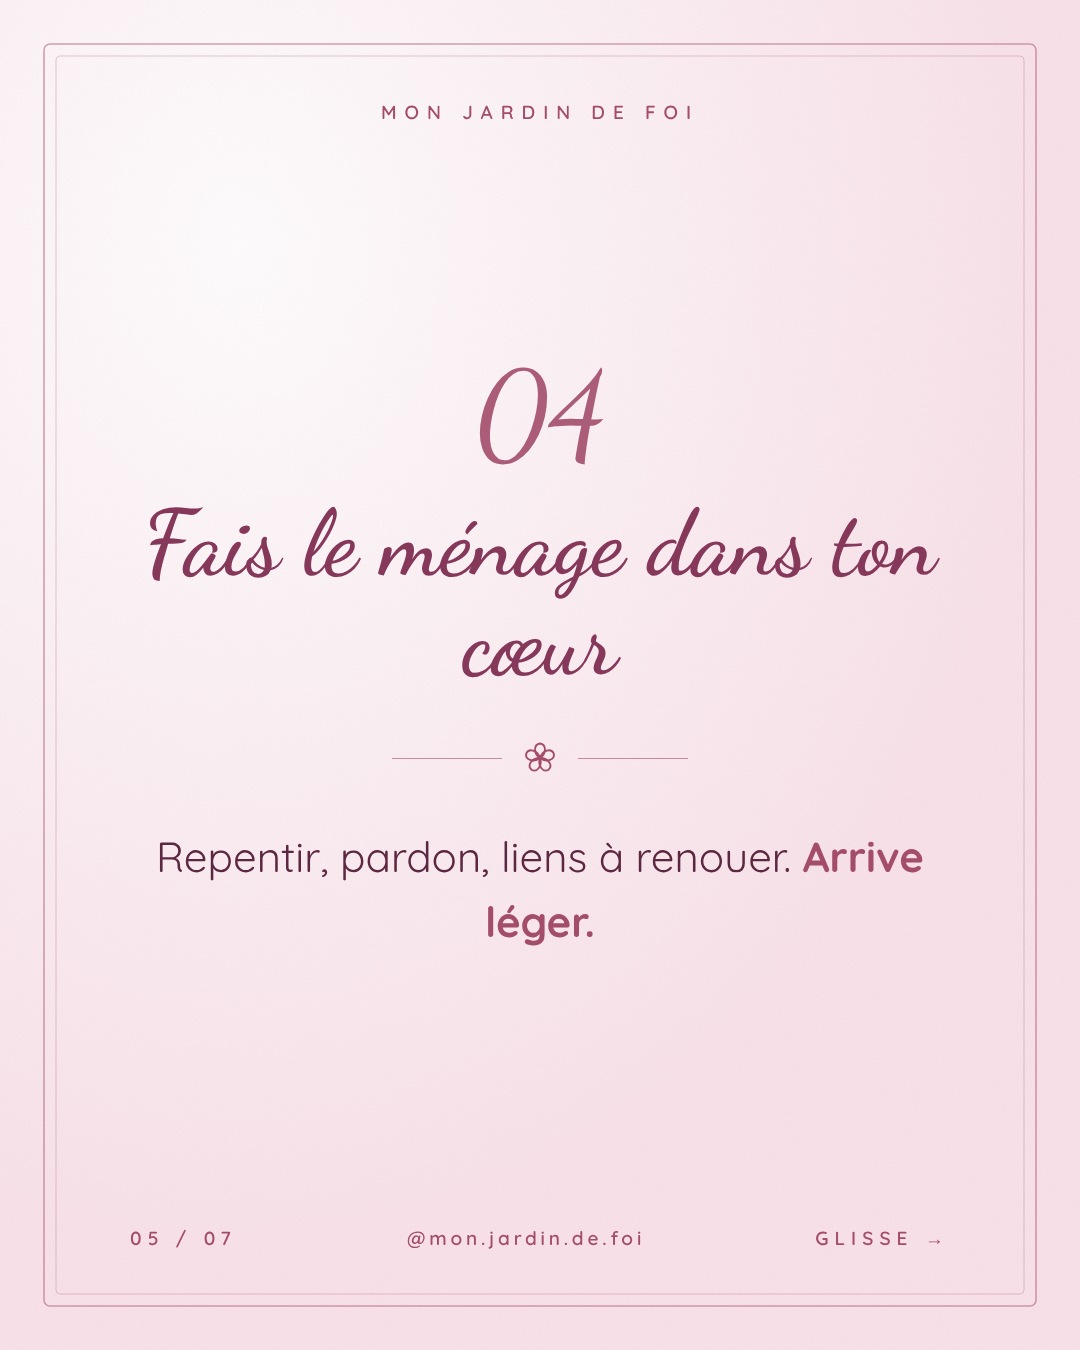 MON JARDIN DE FOI
04
Fais le ménage dans ton
cœur
Repentir, pardon, liens à renouer. Arrive
léger.
05 / 07
@mon.jardin.de.foi
GLISSE →